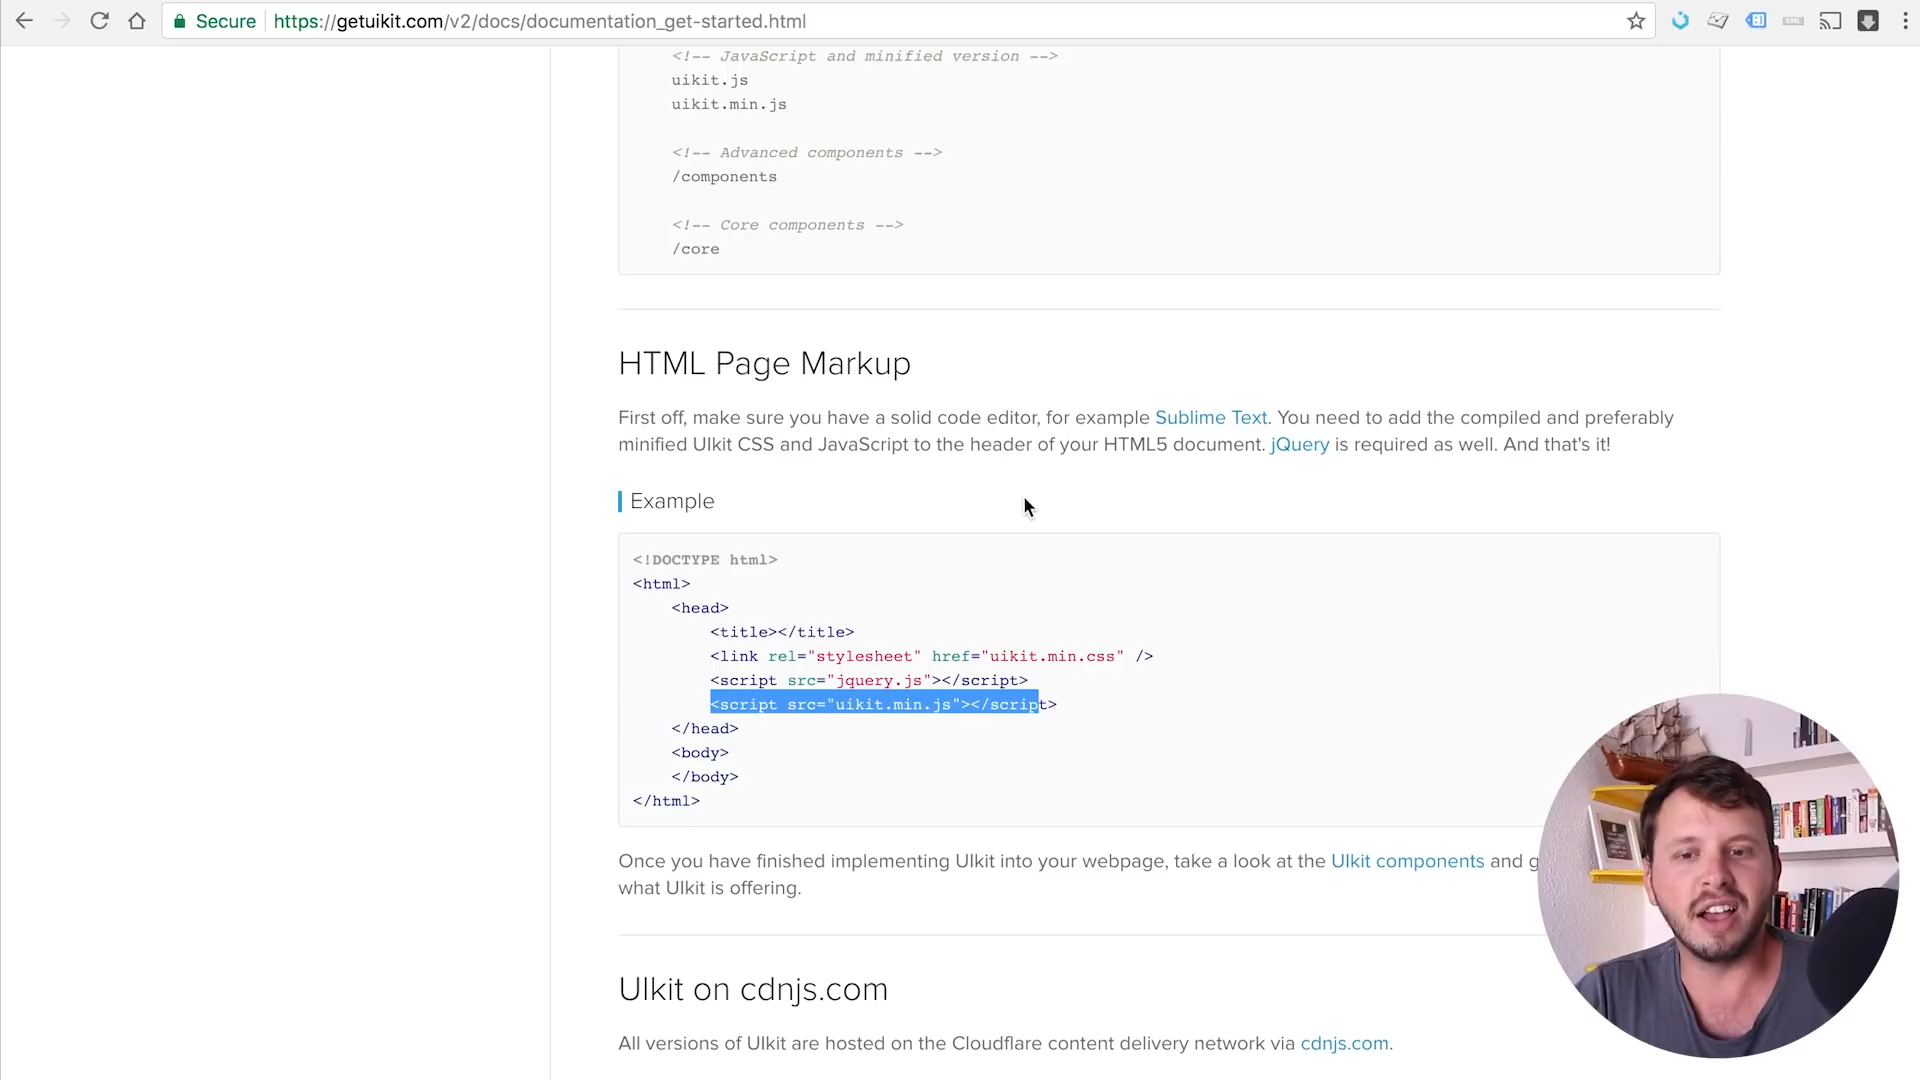 Secure https://getuikit.com/v2/docs/documentation_get-started.html
<!-- JavaScript and minified version -->
uikit.js
uikit.min.js
<!-- Advanced components -->
/components
<!-- Core components -->
/core
HTML Page Markup
First off, make sure you have a solid code editor, for example Sublime Text. You need to add the compiled and preferably
minified UIkit CSS and JavaScript to the header of your HTML5 document. jQuery is required as well. And that's it!
Example
<!DOCTYPE html>
<html>
<head>
<title></title>
<link rel="stylesheet" href="uikit.min.css" />
<script src="jquery.js"></script>
<script src="uikit.min.js"></script>
</head>
<body>
</body>
</html>
Once you have finished implementing UIkit into your webpage, take a look at the UIkit components and g
what UIkit is offering.
UIkit on cdnjs.com
All versions of UIkit are hosted on the Cloudflare content delivery network via cdnjs.com.